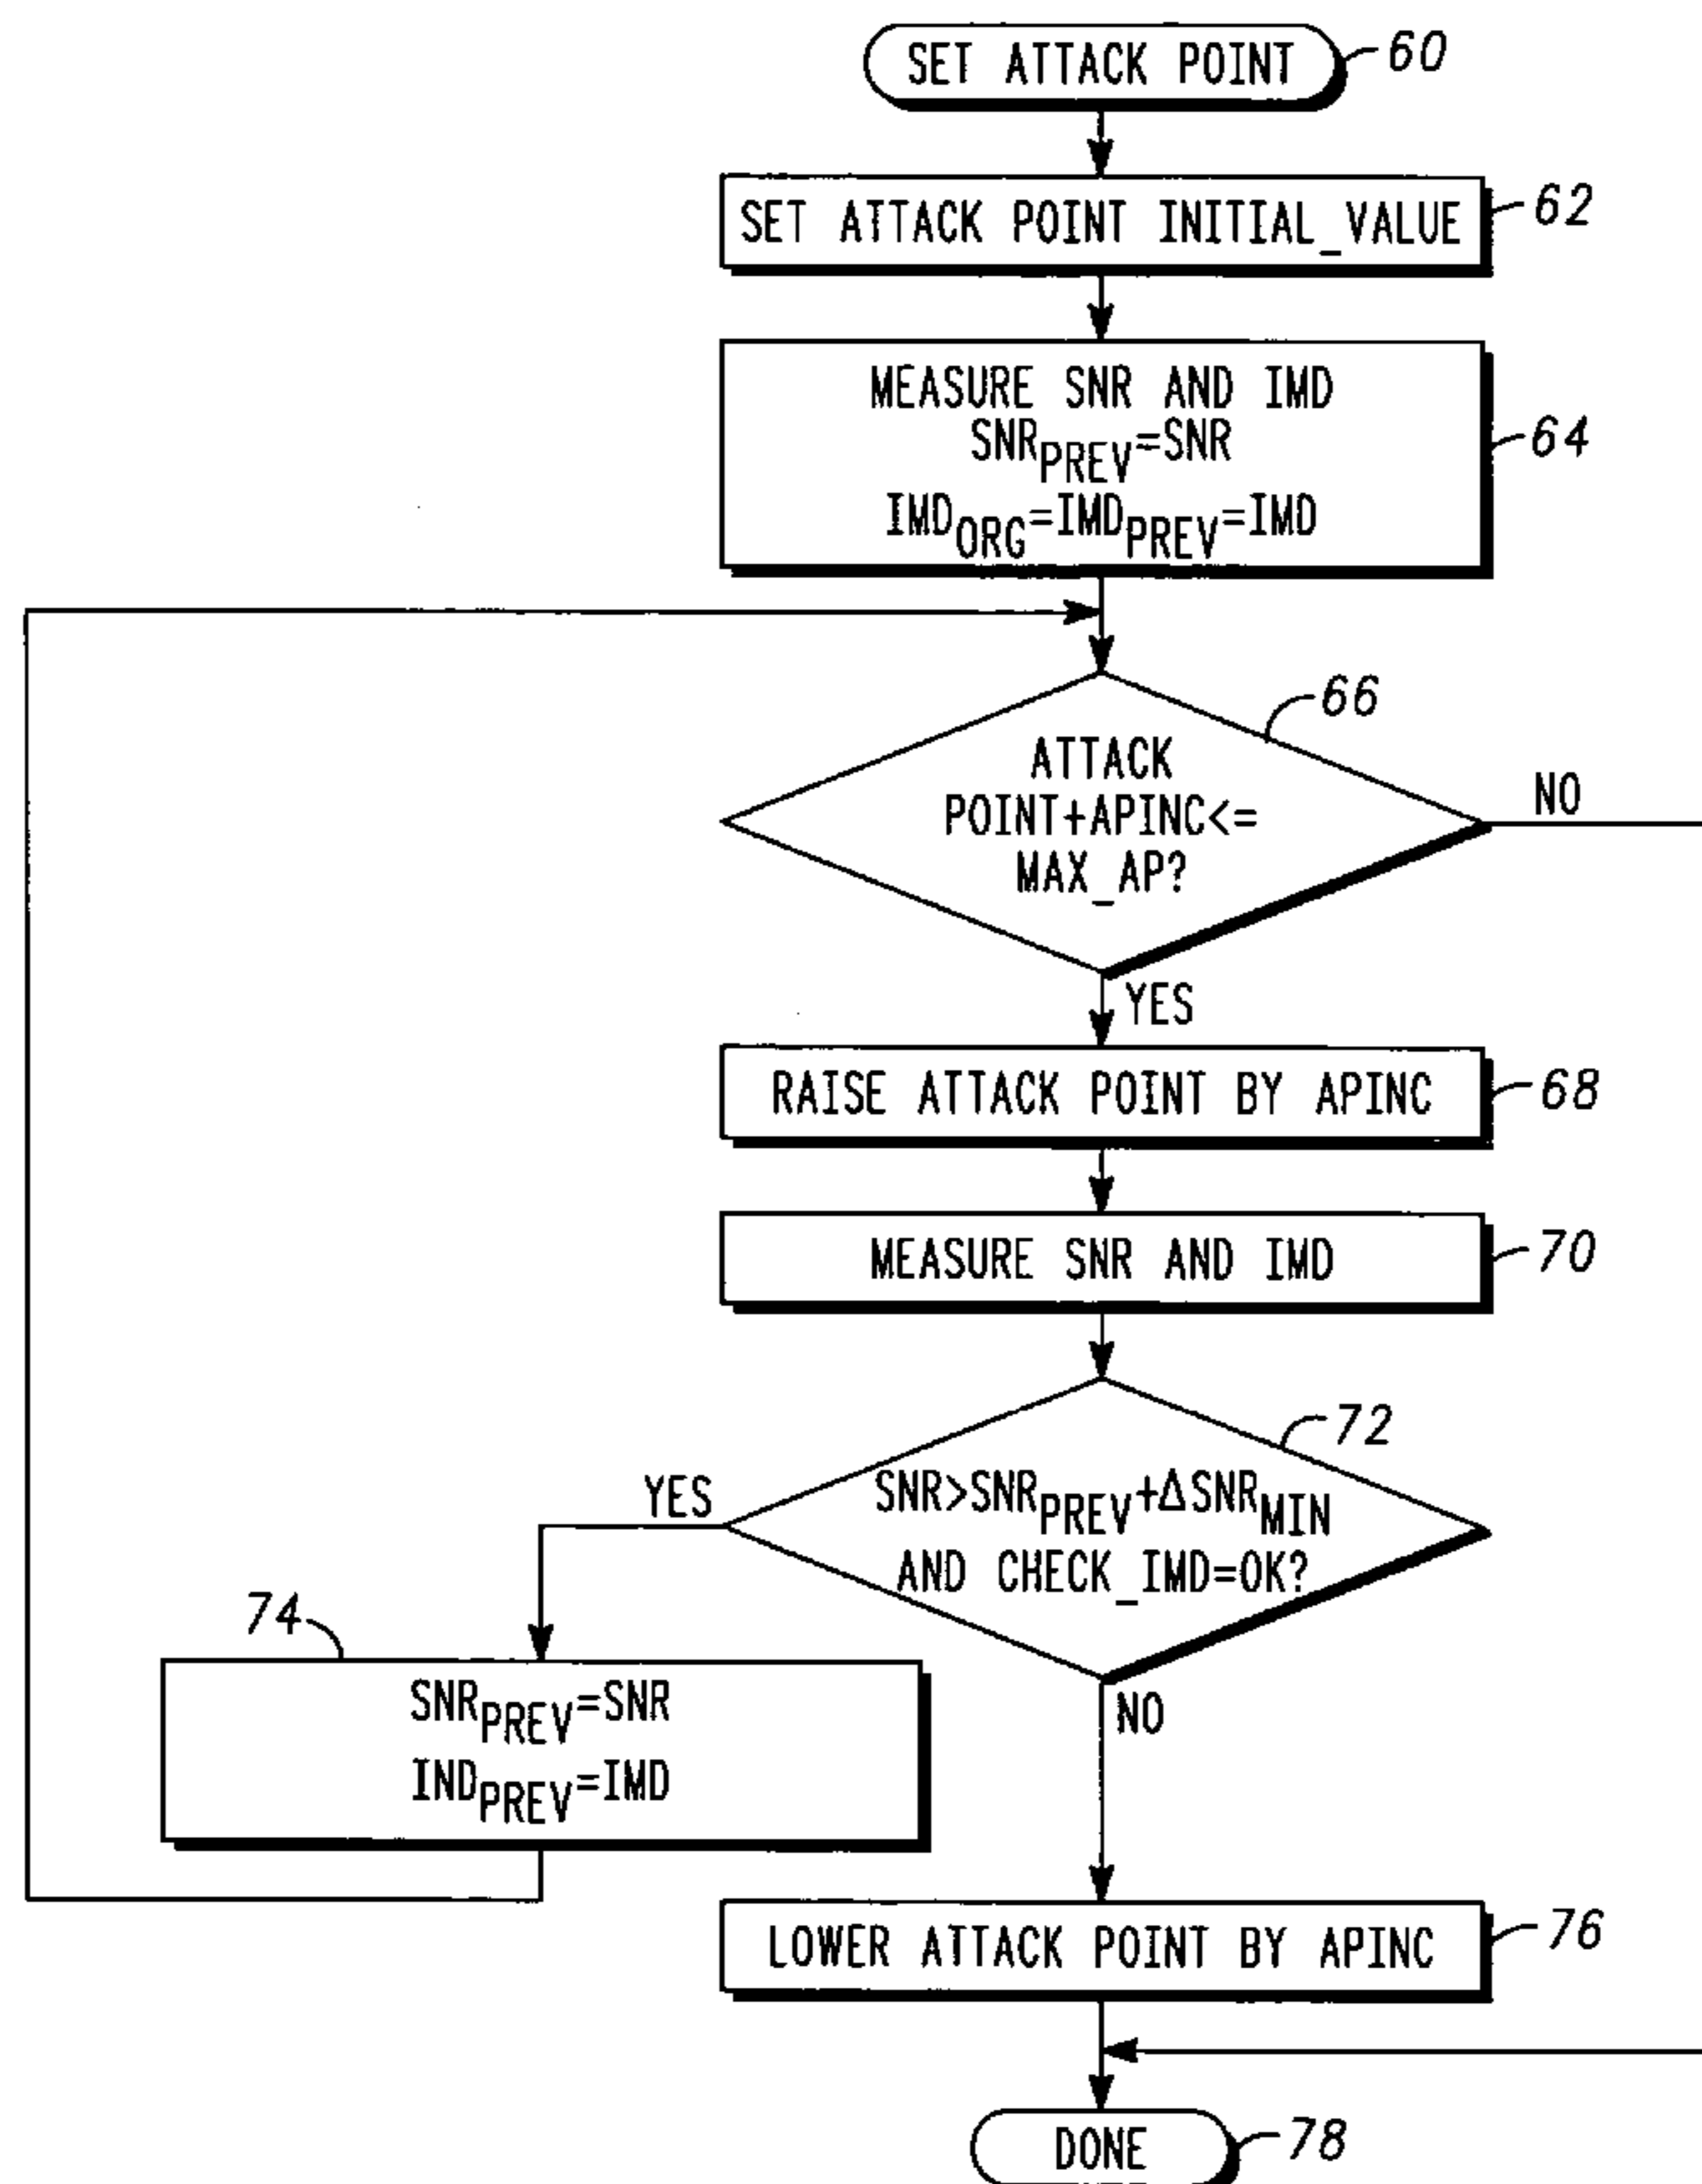 SET ATTACK POINT
60
SET ATTACK POINT INITIAL_VALUE
62
MEASURE SNR AND IMD
SNRPREV=SNR
IMDORG=IMDPREV=IMD
64
66
ATTACK
POINT+APINC<=
MAX_AP?
NO
YES
RAISE ATTACK POINT BY APINC
68
MEASURE SNR AND IMD
70
72
SNR>SNRPREV+ΔSNRMIN
AND CHECK_IMD=OK?
YES
74
SNRPREV=SNR
INDPREV=IMD
NO
LOWER ATTACK POINT BY APINC
76
DONE
78